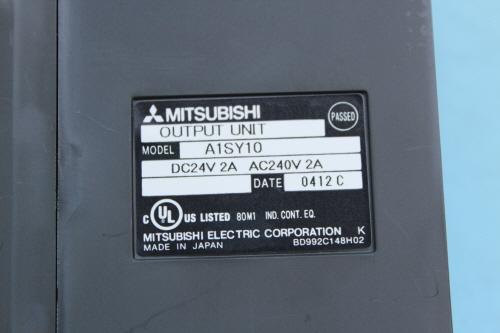 MITSUBISHI
PASSED
OUTPUT UNIT
MODEL A1SY10
DC24V 2A AC240V 2A
DATE 0412 C
C UL US LISTED 80M1 IND. CONT. EQ.
MITSUBISHI ELECTRIC CORPORATION K
MADE IN JAPAN BD992C148H02